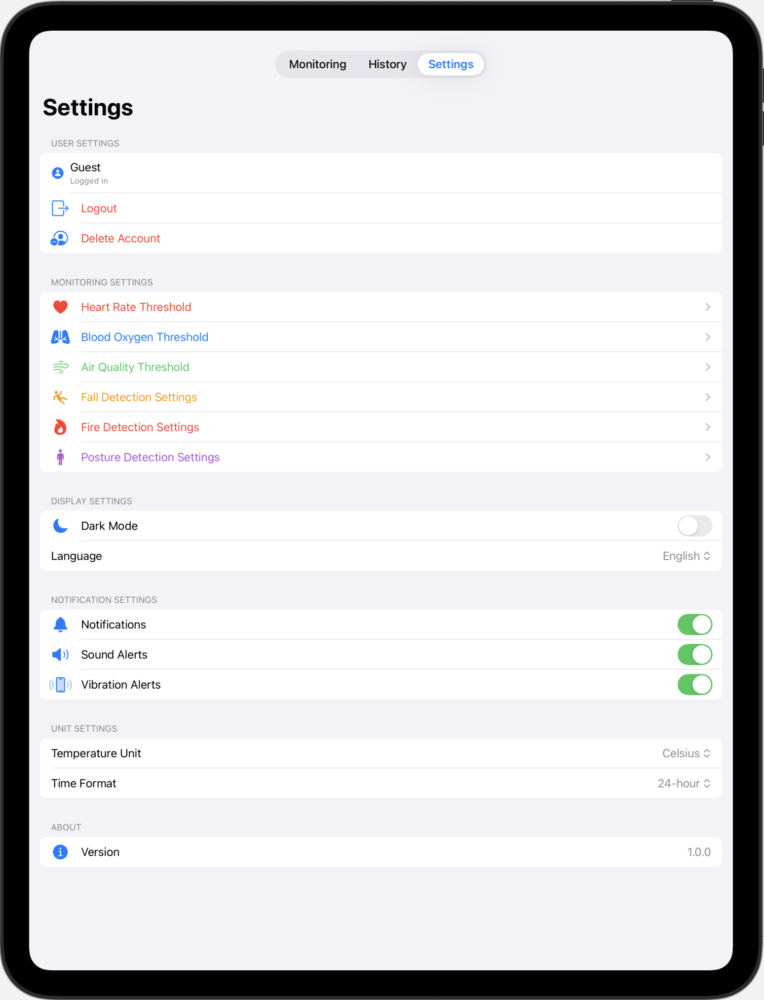 Monitoring History Settings
Settings
USER SETTINGS
Guest
Logged in
Logout
Delete Account
MONITORING SETTINGS
Heart Rate Threshold
Blood Oxygen Threshold
Air Quality Threshold
Fall Detection Settings
Fire Detection Settings
Posture Detection Settings
DISPLAY SETTINGS
Dark Mode
Language English
NOTIFICATION SETTINGS
Notifications
Sound Alerts
Vibration Alerts
UNIT SETTINGS
Temperature Unit Celsius
Time Format 24-hour
ABOUT
Version 1.0.0